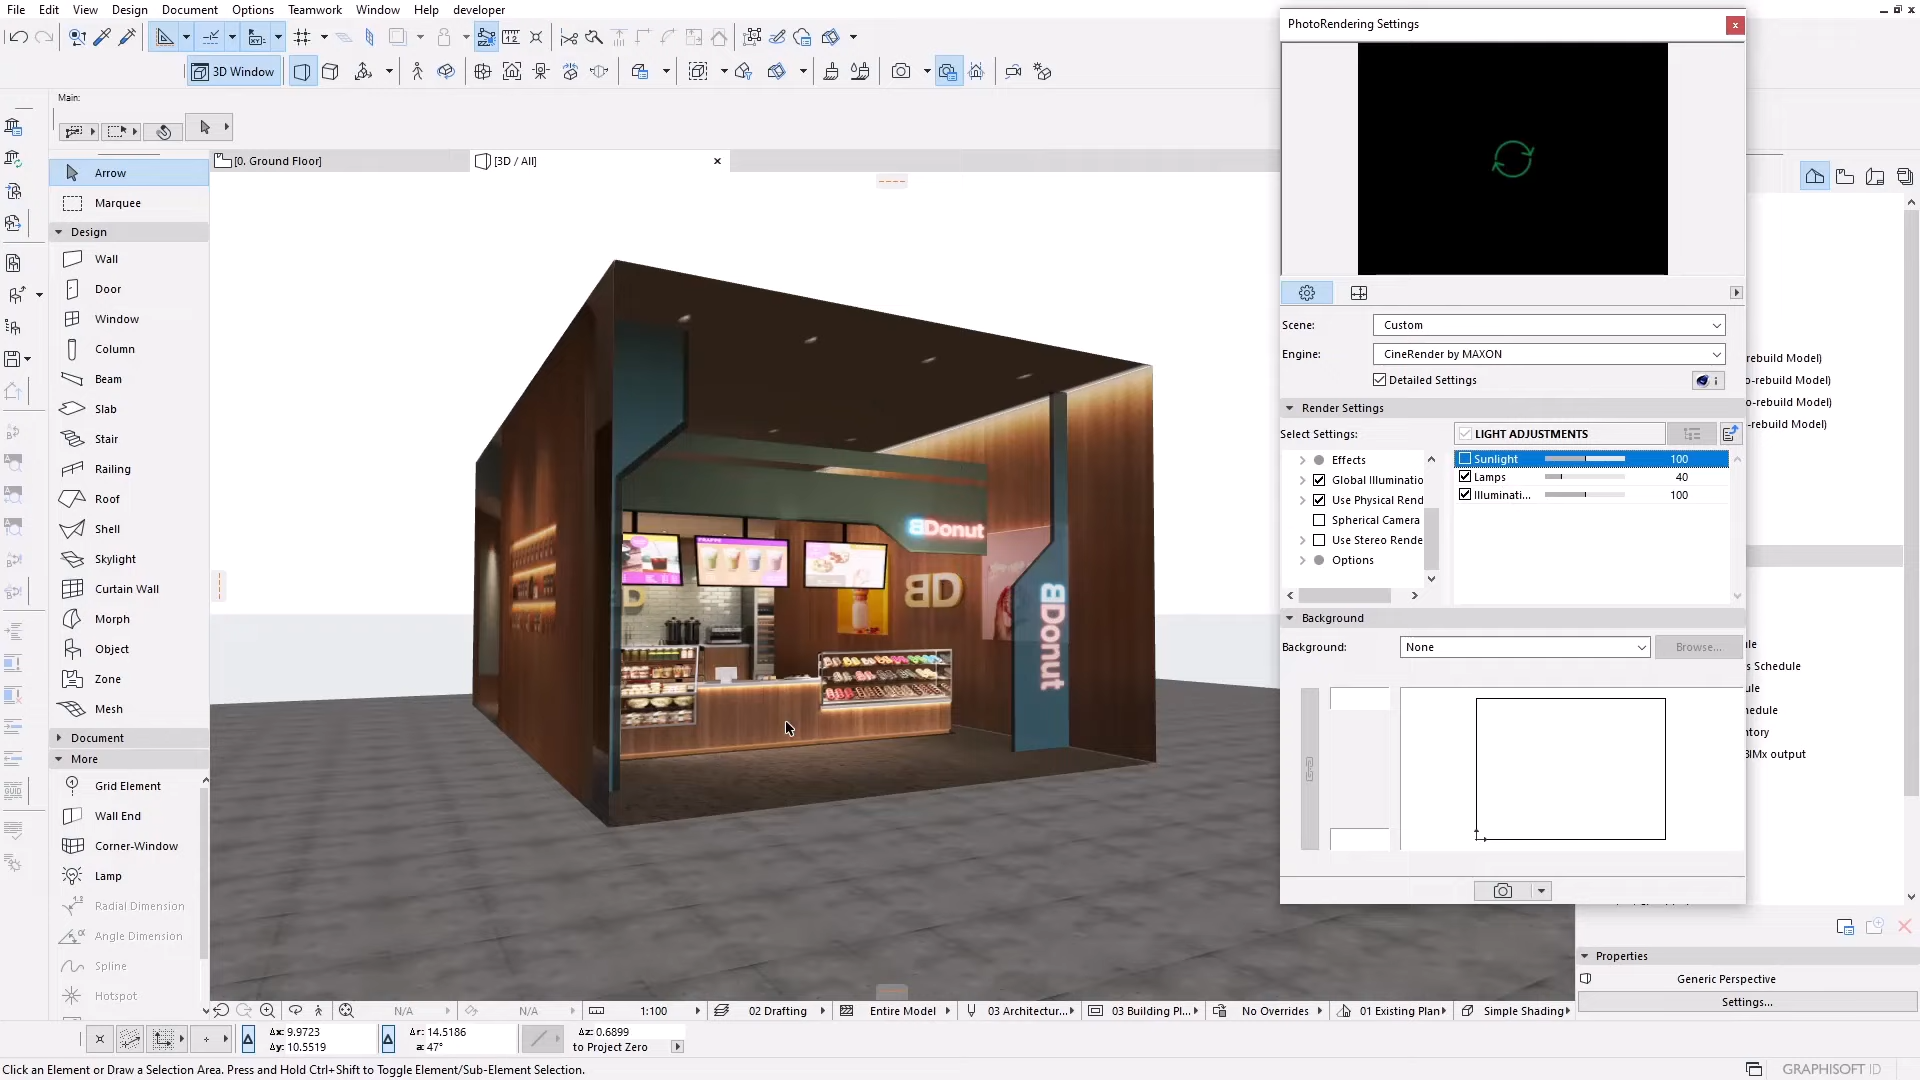 File Edit View Design Document Options Teamwork Window Help developer
PhotoRendering Settings
3D Window
Main:
[0. Ground Floor]
[3D / All]
Arrow
Marquee
Design
Wall
Door
Window
Column
Beam
Slab
Stair
Railing
Roof
Shell
Skylight
Curtain Wall
Morph
Object
Zone
Mesh
Document
More
Grid Element
Wall End
Corner-Window
Lamp
Radial Dimension
Angle Dimension
Spline
Hotspot
BDonut
FRAPPE
BD
BDonut
Scene: Custom
Engine: CineRender by MAXON
Detailed Settings
Render Settings
Select Settings: LIGHT ADJUSTMENTS
Effects
Global Illuminatio
Use Physical Rend
Spherical Camera
Use Stereo Rende
Options
Sunlight 100
Lamps 40
Illuminati... 100
Background
Background: None Browse...
rebuild Model)
o-rebuild Model)
o-rebuild Model)
-rebuild Model)
le
s Schedule
ule
hedule
ntory
BIMx output
Properties
Generic Perspective
Settings...
N/A N/A 1:100 02 Drafting Entire Model 03 Architectur... 03 Building Pl... No Overrides 01 Existing Plan Simple Shading
Δx: 9.9723
Δy: 10.5519
Δr: 14.5186
a: 47°
Δz: 0.6899
to Project Zero
Click an Element or Draw a Selection Area. Press and Hold Ctrl+Shift to Toggle Element/Sub-Element Selection.
GRAPHISOFT ID